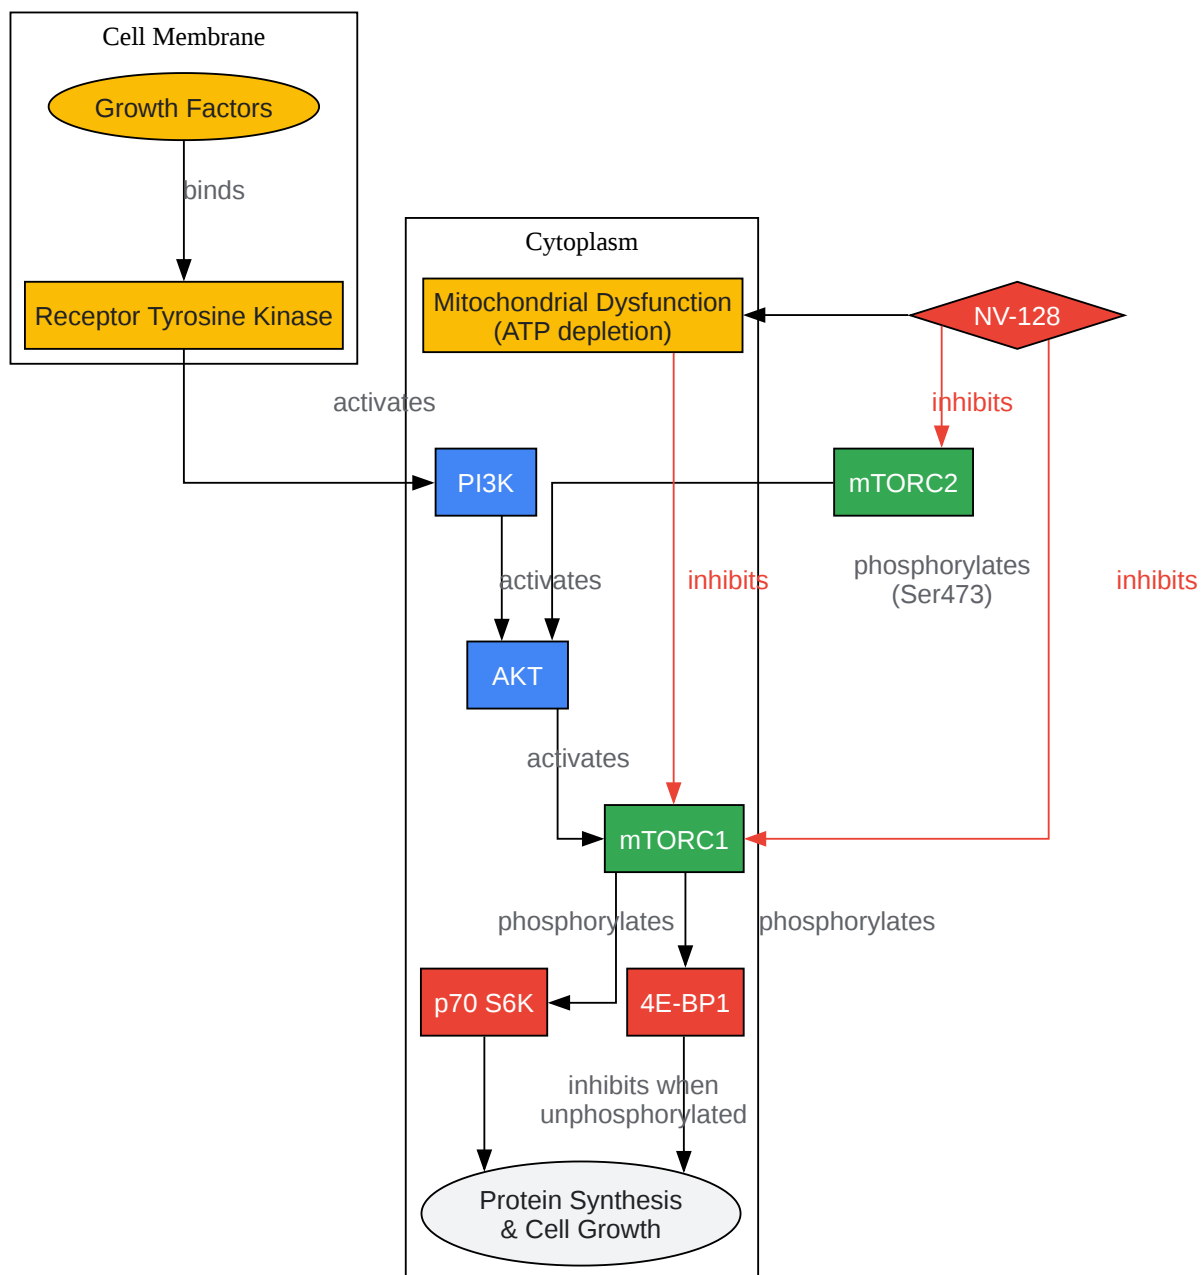 Cell Membrane
Growth Factors
binds
Receptor Tyrosine Kinase
Cytoplasm
Mitochondrial Dysfunction
(ATP depletion)
NV-128
activates
inhibits
PI3K
mTORC2
activates
inhibits
phosphorylates
(Ser473)
inhibits
AKT
activates
mTORC1
phosphorylates
phosphorylates
p70 S6K
4E-BP1
inhibits when
unphosphorylated
Protein Synthesis
& Cell Growth